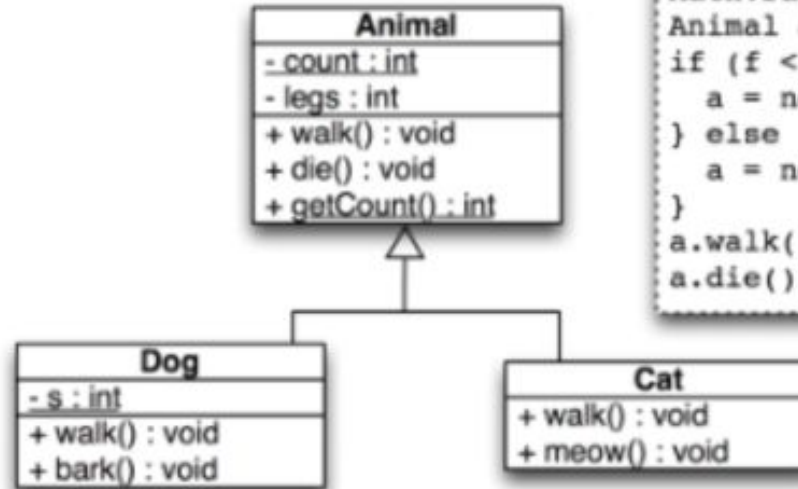 Animal
- count : int
- legs : int
+ walk() : void
+ die() : void
+ getCount() : int
Animal
if (f <
a = n
} else
a = n
}
a.walk(
a.die()
Dog
- s : int
+ walk() : void
+ bark() : void
Cat
+ walk() : void
+ meow() : void